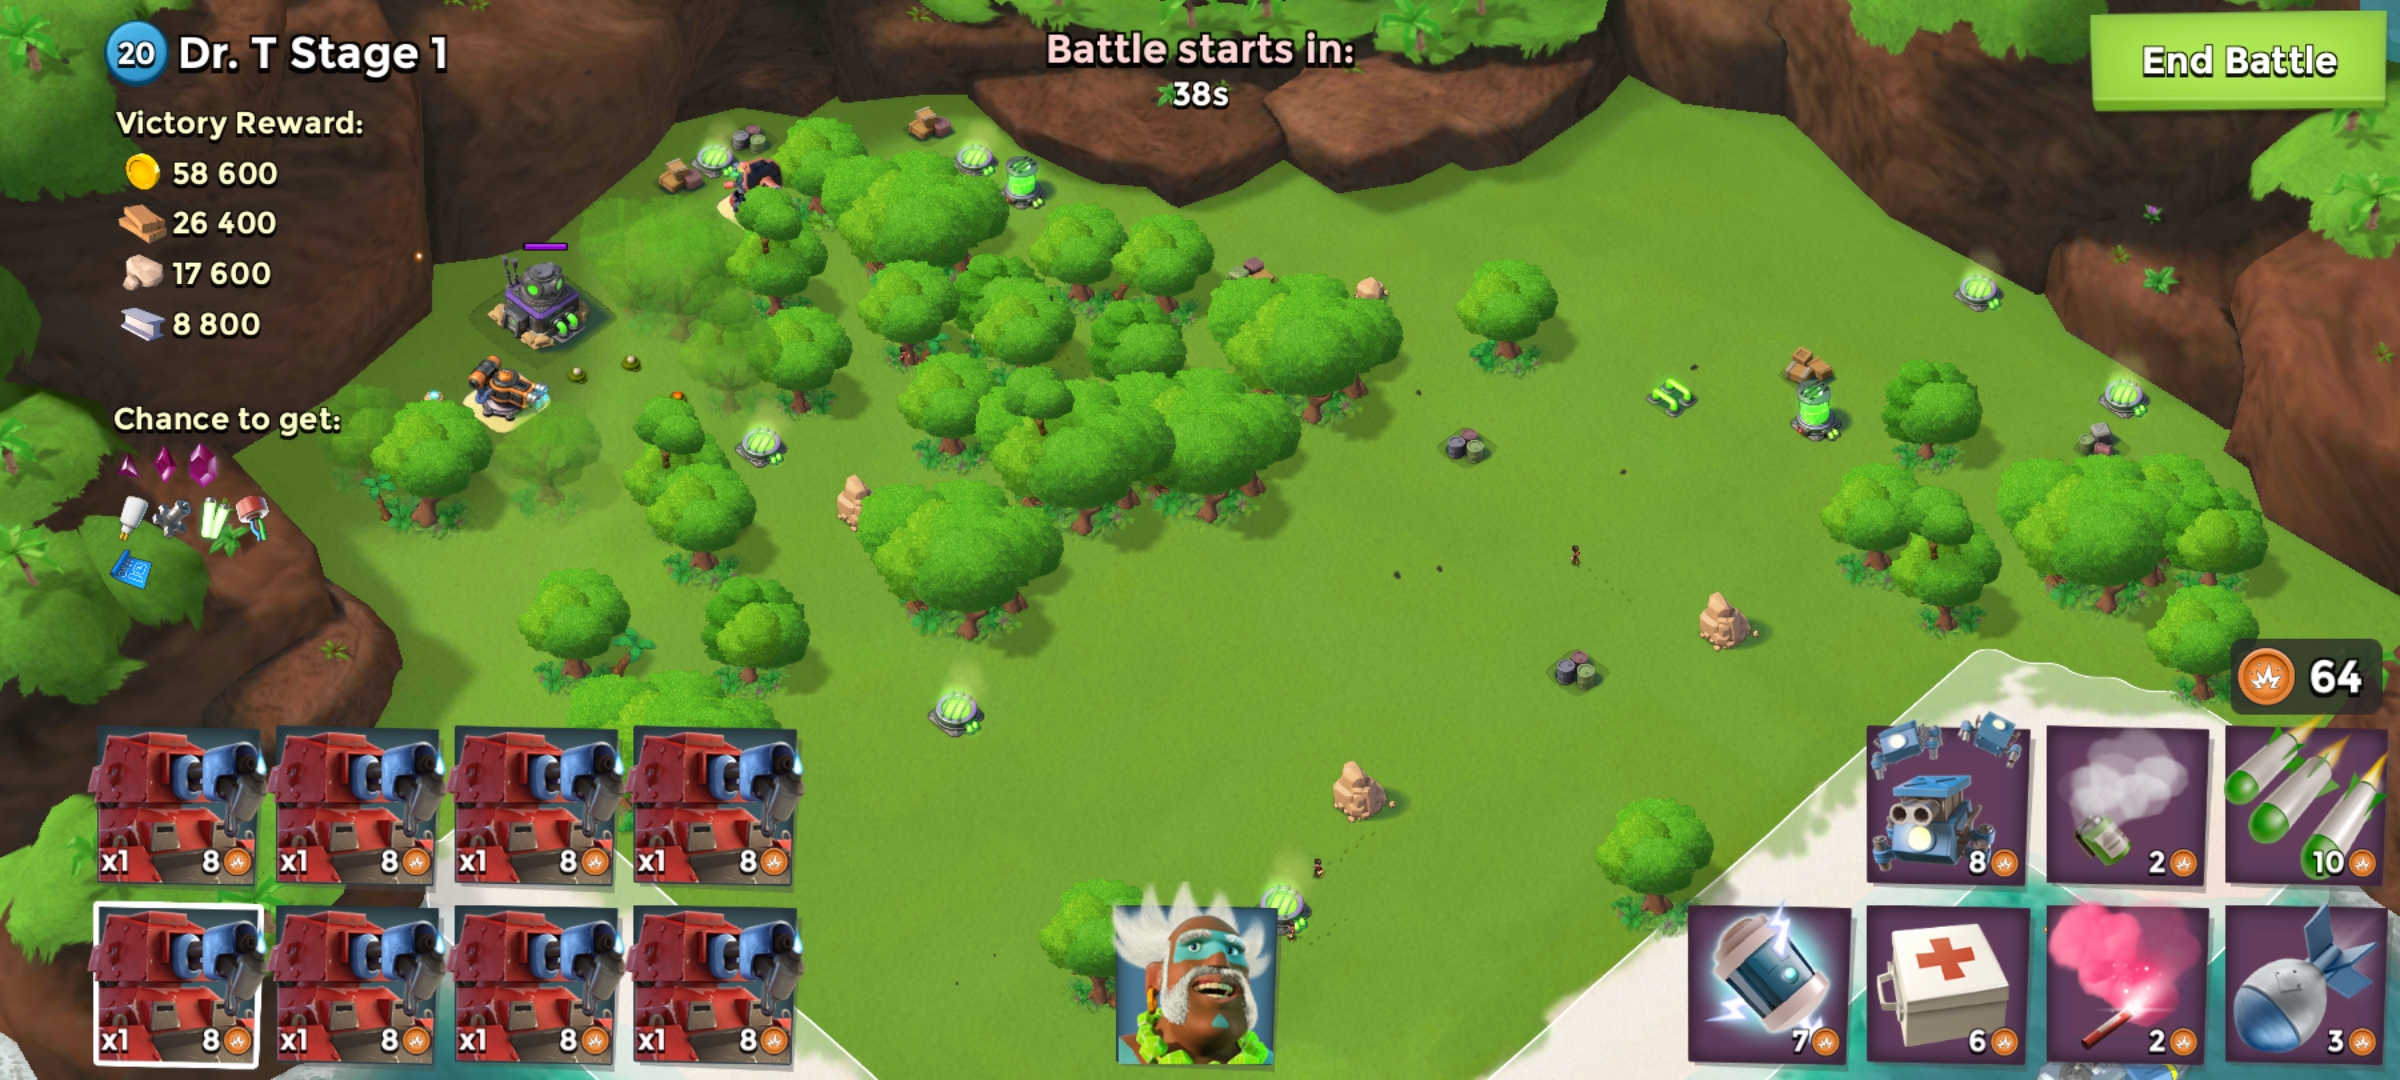 20 Dr. T Stage 1
Battle starts in:
38s
End Battle
Victory Reward:
58 600
26 400
17 600
8 800
Chance to get:
64
x1 8
x1 8
x1 8
x1 8
8
2
10
x1 8
x1 8
x1 8
x1 8
7
6
2
3